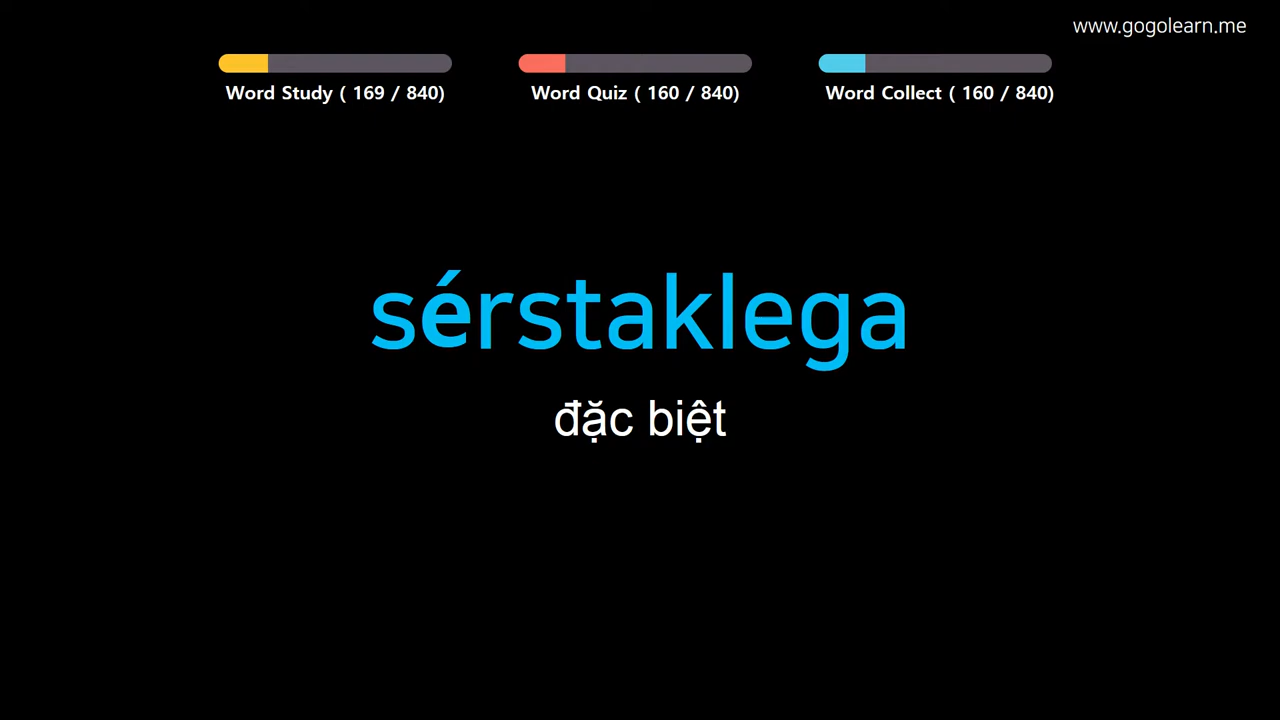 www.gogolearn.me
Word Study ( 169 / 840)
Word Quiz ( 160 / 840)
Word Collect ( 160 / 840)
sérstaklega
đặc biệt